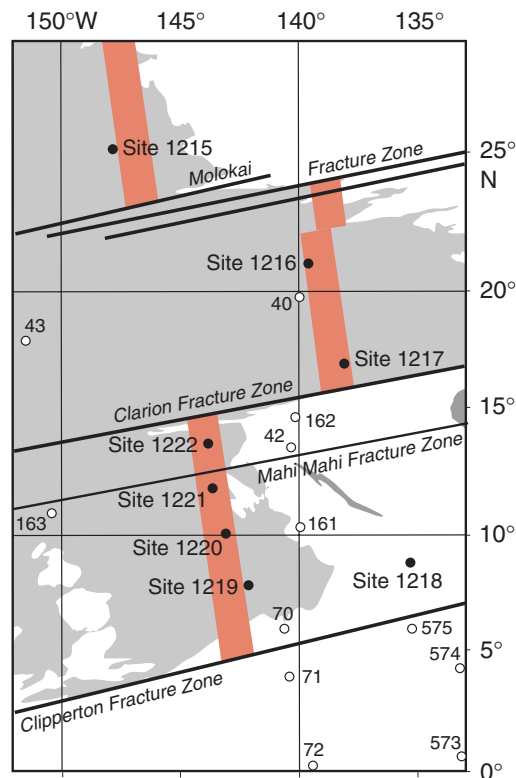 150°W 145° 140° 135°
Site 1215
Molokai
Fracture Zone
25°
N
Site 1216
40
20°
43
Site 1217
Clarion Fracture Zone
15°
162
Site 1222
42
Mahi Mahi Fracture Zone
Site 1221
163
161
10°
Site 1220
Site 1218
Site 1219
70
575
574
5°
71
Clipperton Fracture Zone
573
72
0°